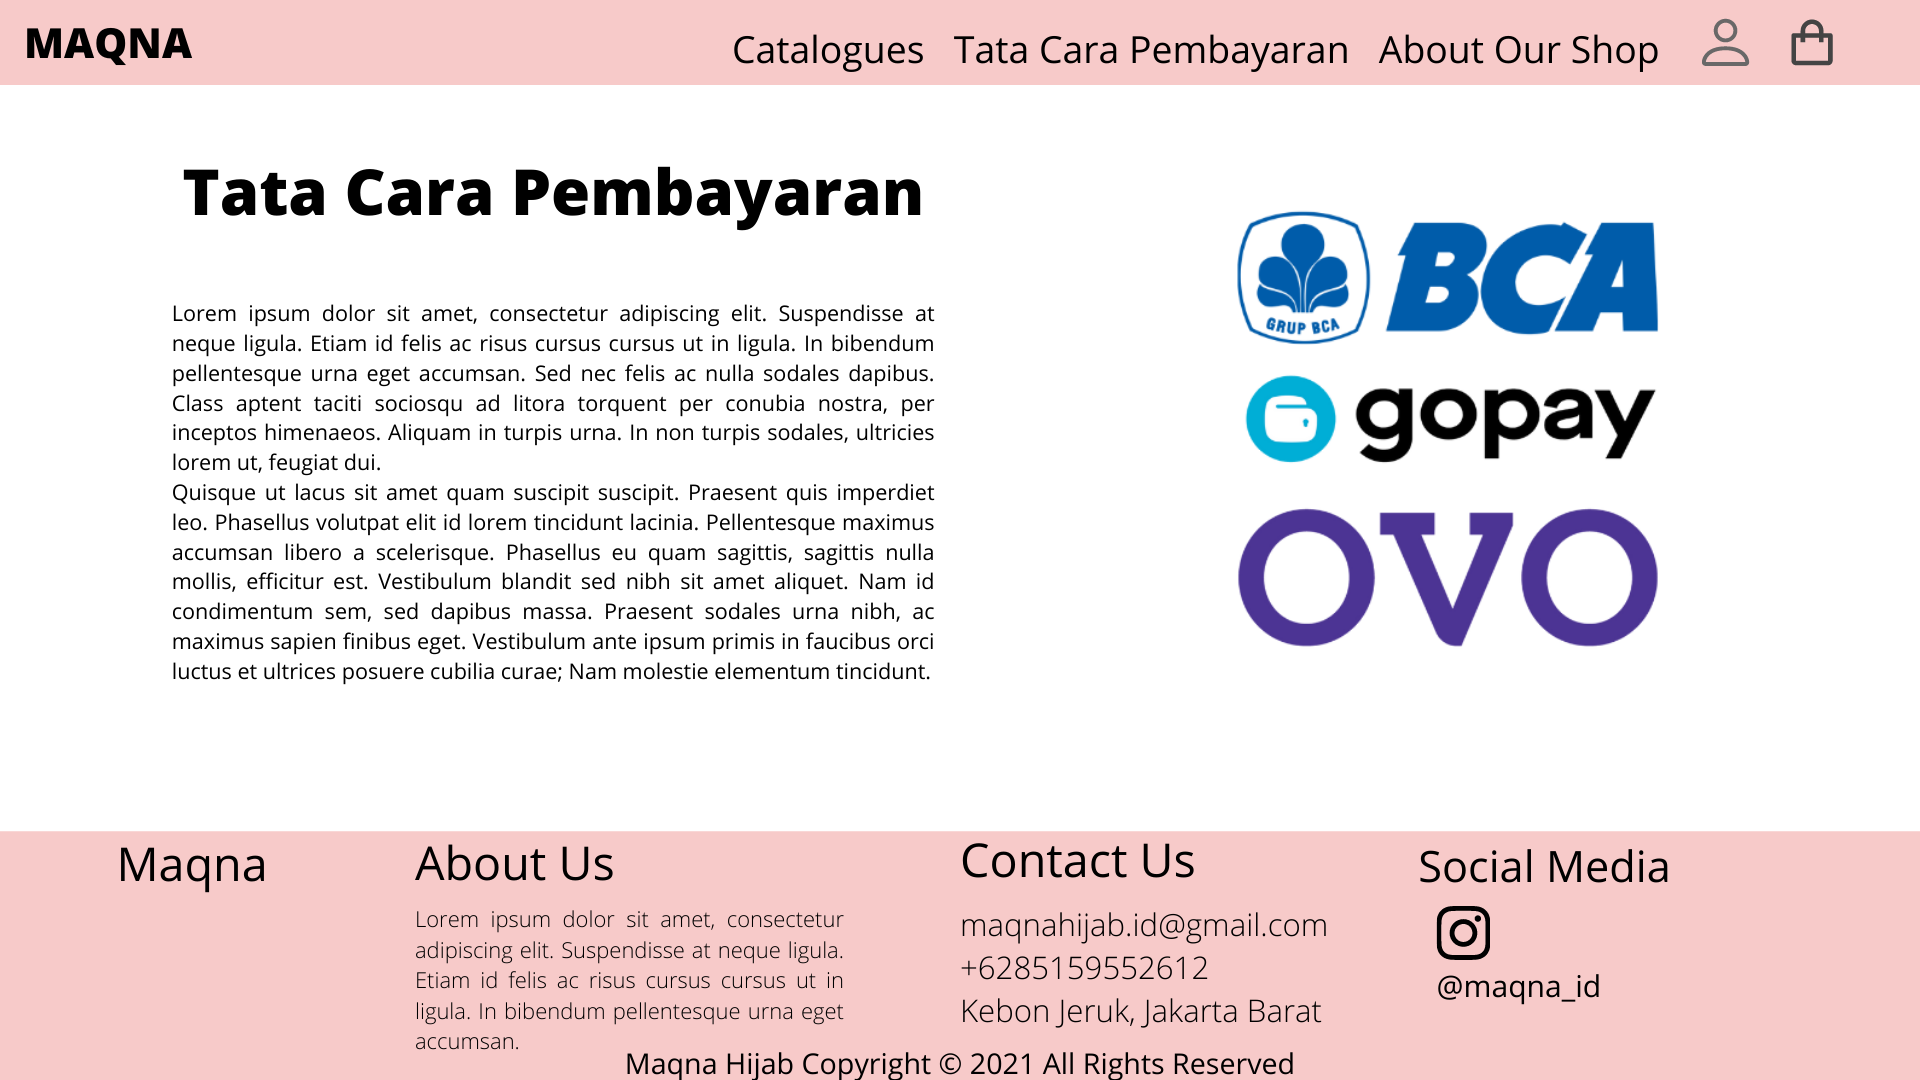 MAQNA
Catalogues Tata Cara Pembayaran About Our Shop
Tata Cara Pembayaran
Lorem ipsum dolor sit amet, consectetur adipiscing elit. Suspendisse at
neque ligula. Etiam id felis ac risus cursus cursus ut in ligula. In bibendum
pellentesque urna eget accumsan. Sed nec felis ac nulla sodales dapibus.
Class aptent taciti sociosqu ad litora torquent per conubia nostra, per
inceptos himenaeos. Aliquam in turpis urna. In non turpis sodales, ultricies
lorem ut, feugiat dui.
Quisque ut lacus sit amet quam suscipit suscipit. Praesent quis imperdiet
leo. Phasellus volutpat elit id lorem tincidunt lacinia. Pellentesque maximus
accumsan libero a scelerisque. Phasellus eu quam sagittis, sagittis nulla
mollis, efficitur est. Vestibulum blandit sed nibh sit amet aliquet. Nam id
condimentum sem, sed dapibus massa. Praesent sodales urna nibh, ac
maximus sapien finibus eget. Vestibulum ante ipsum primis in faucibus orci
luctus et ultrices posuere cubilia curae; Nam molestie elementum tincidunt.
GRUP BCA
BCA
gopay
OVO
Maqna
About Us
Lorem ipsum dolor sit amet, consectetur
adipiscing elit. Suspendisse at neque ligula.
Etiam id felis ac risus cursus cursus ut in
ligula. In bibendum pellentesque urna eget
accumsan.
Contact Us
maqnahijab.id@gmail.com
+6285159552612
Kebon Jeruk, Jakarta Barat
Social Media
@maqna_id
Maqna Hijab Copyright © 2021 All Rights Reserved